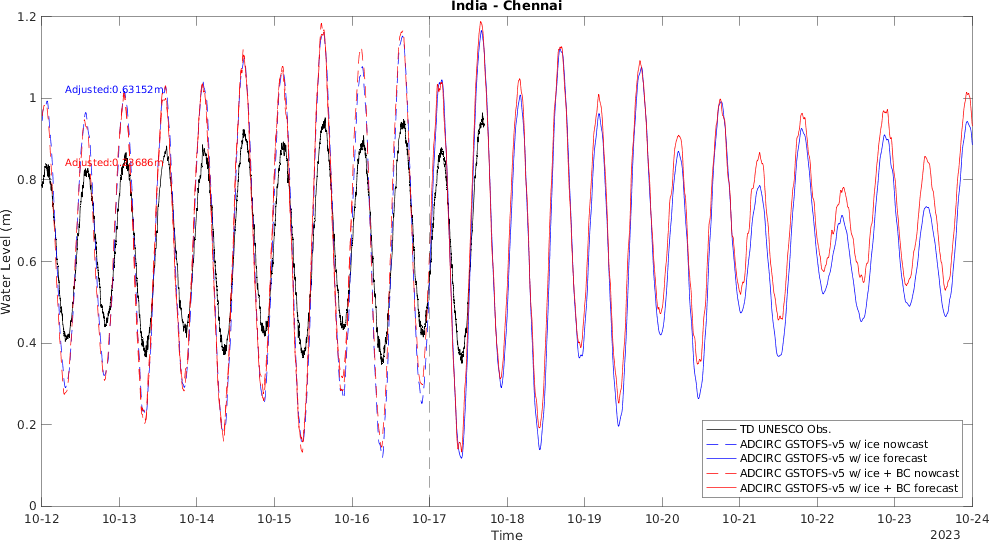 India - Chennai
1.2
1
0.8
0.6
0.4
0.2
0
Water Level (m)
Adjusted:0.63152m
Adjusted:
TD UNESCO Obs.
ADCIRC GSTOFS-v5 w/ ice nowcast
ADCIRC GSTOFS-v5 w/ ice forecast
ADCIRC GSTOFS-v5 w/ ice + BC nowcast
ADCIRC GSTOFS-v5 w/ ice + BC forecast
10-12 10-13 10-14 10-15 10-16 10-17 10-18 10-19 10-20 10-21 10-22 10-23 10-24
Time
2023